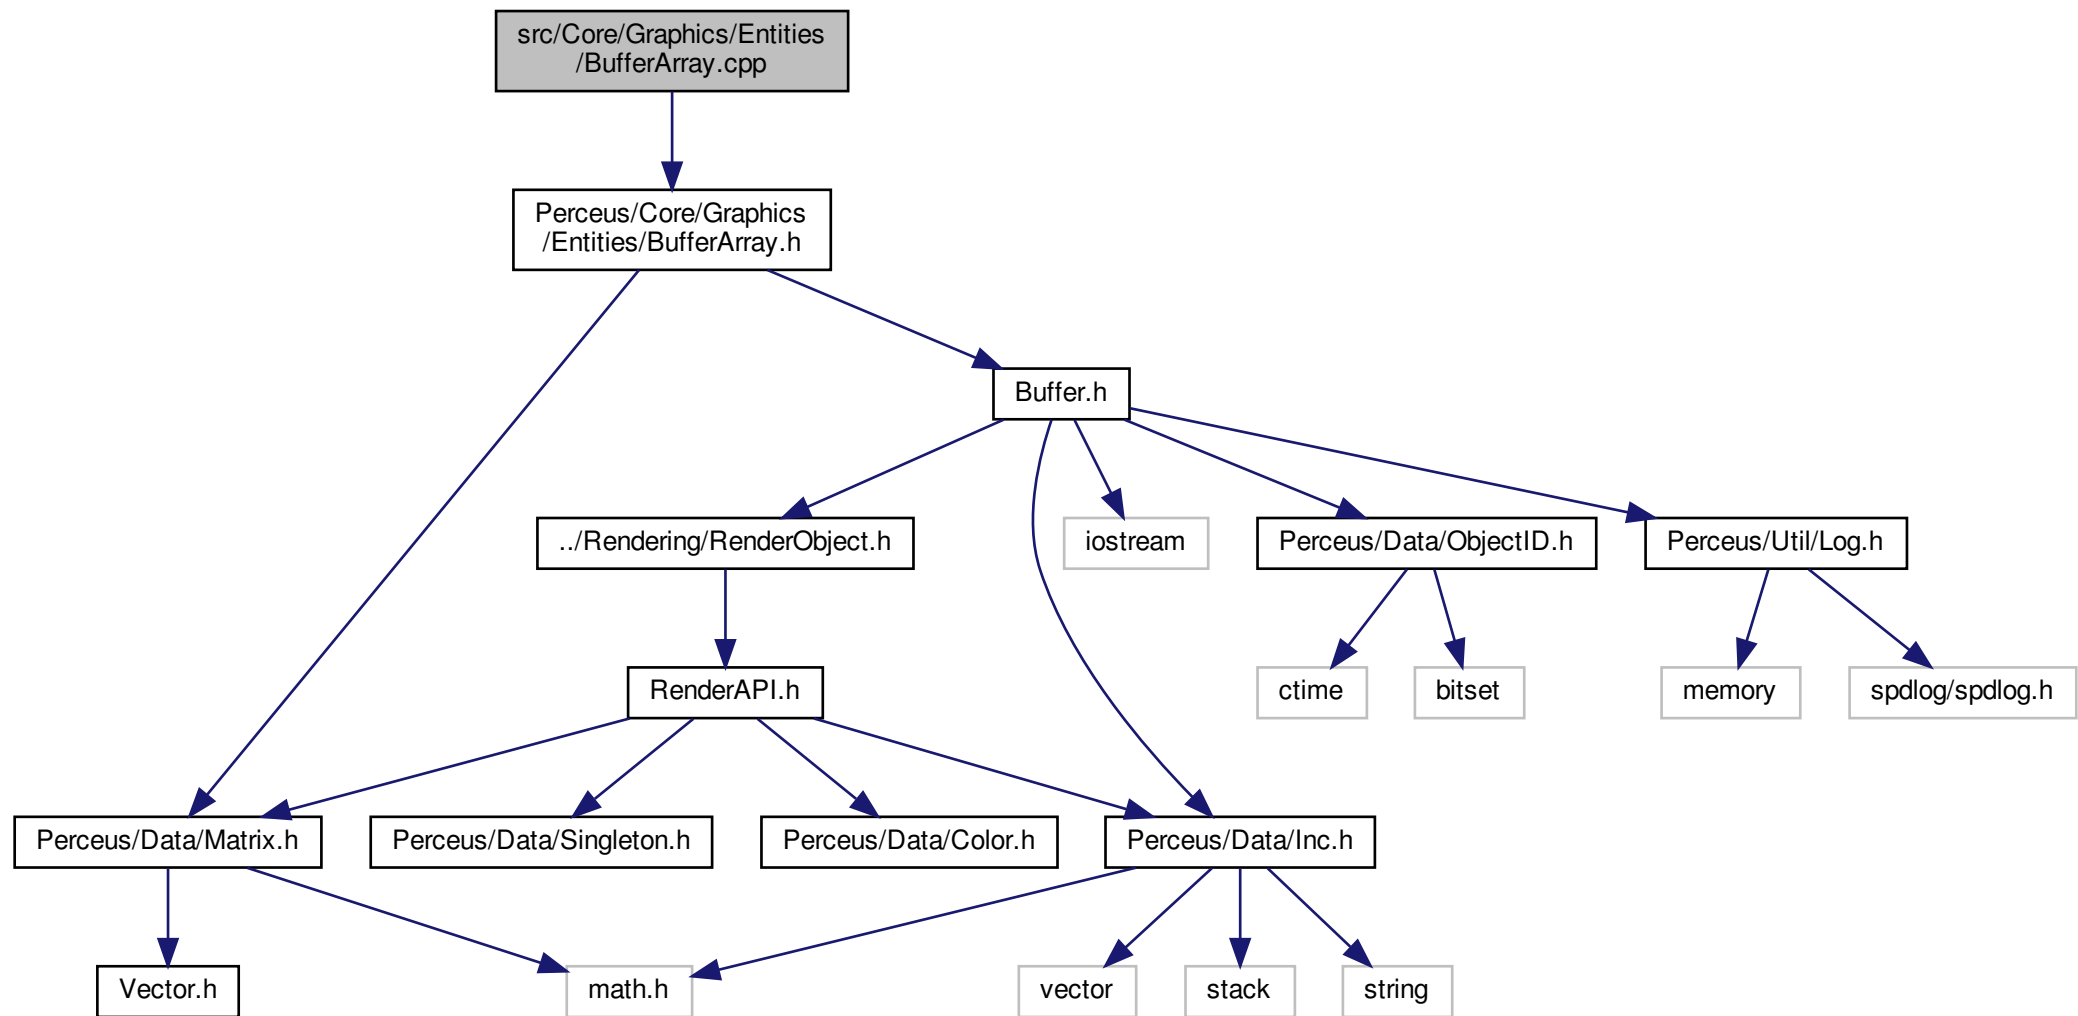 src/Core/Graphics/Entities
/BufferArray.cpp
Perceus/Core/Graphics
/Entities/BufferArray.h
Buffer.h
../Rendering/RenderObject.h
iostream
Perceus/Data/ObjectID.h
Perceus/Util/Log.h
RenderAPI.h
ctime
bitset
memory
spdlog/spdlog.h
Perceus/Data/Matrix.h
Perceus/Data/Singleton.h
Perceus/Data/Color.h
Perceus/Data/Inc.h
Vector.h
math.h
vector
stack
string